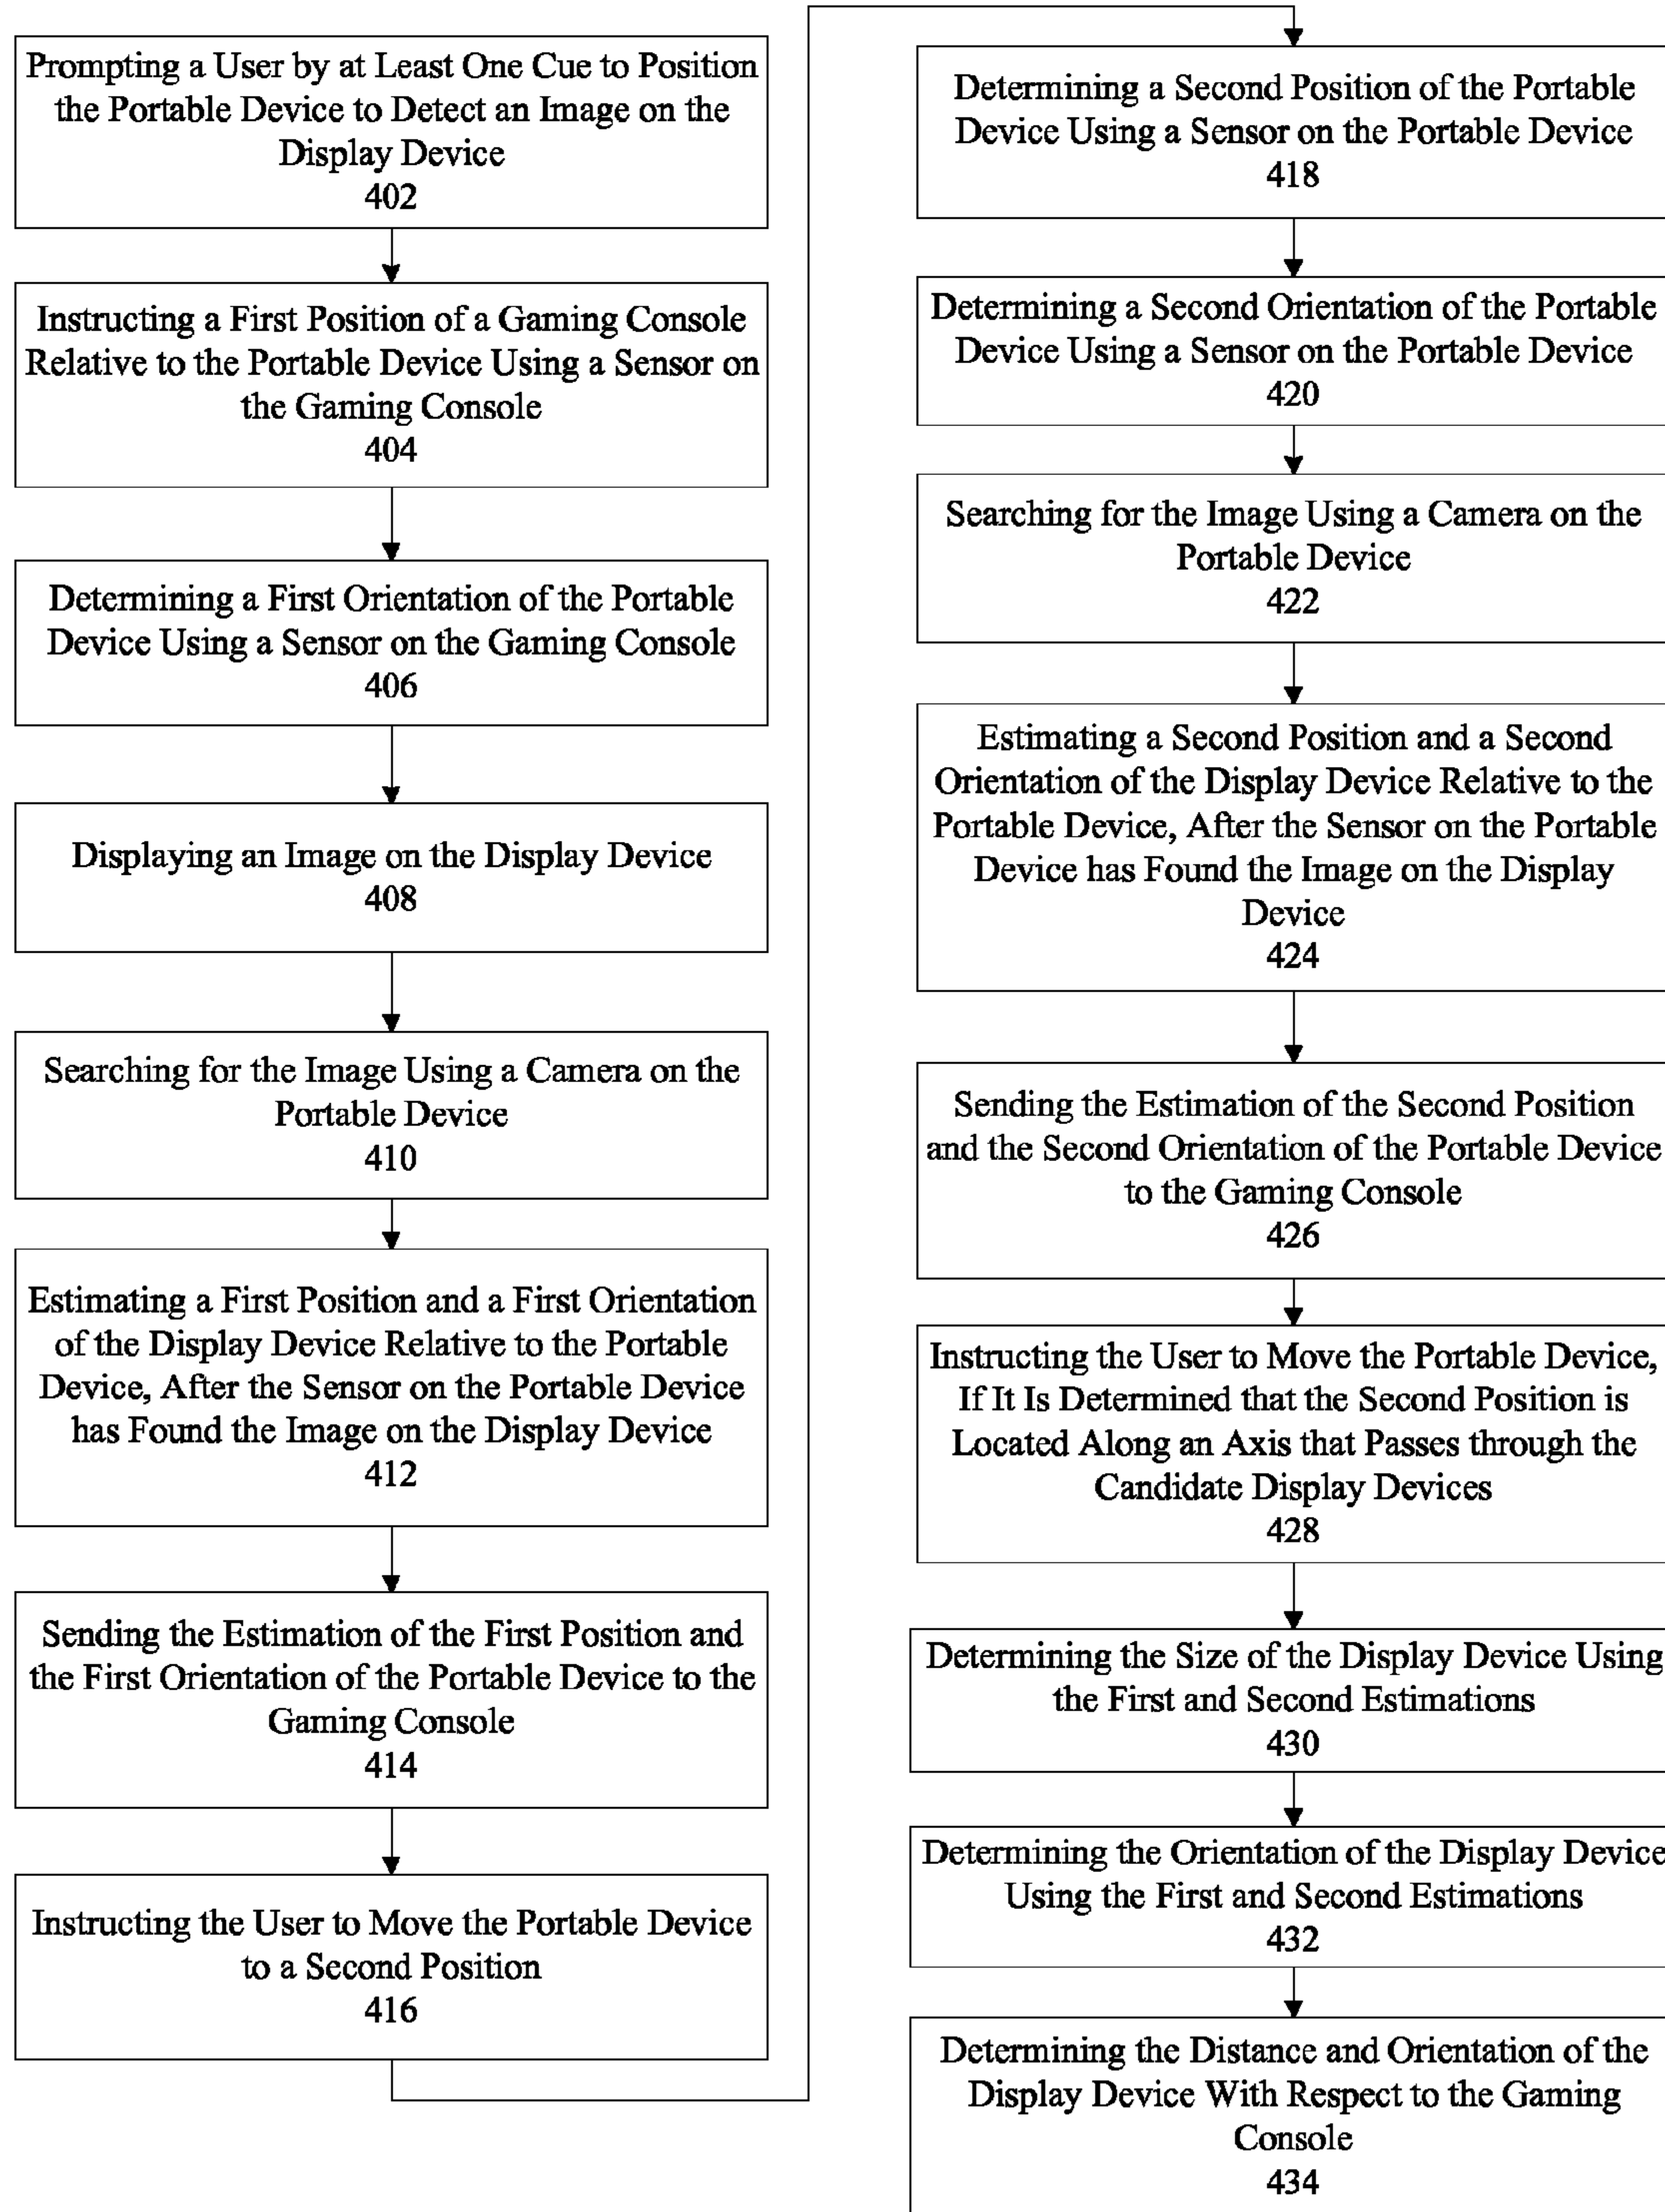 Prompting a User by at Least One Cue to Position
the Portable Device to Detect an Image on the
Display Device
402
Instructing a First Position of a Gaming Console
Relative to the Portable Device Using a Sensor on
the Gaming Console
404
Determining a First Orientation of the Portable
Device Using a Sensor on the Gaming Console
406
Displaying an Image on the Display Device
408
Searching for the Image Using a Camera on the
Portable Device
410
Estimating a First Position and a First Orientation
of the Display Device Relative to the Portable
Device, After the Sensor on the Portable Device
has Found the Image on the Display Device
412
Sending the Estimation of the First Position and
the First Orientation of the Portable Device to the
Gaming Console
414
Instructing the User to Move the Portable Device
to a Second Position
416
Determining a Second Position of the Portable
Device Using a Sensor on the Portable Device
418
Determining a Second Orientation of the Portable
Device Using a Sensor on the Portable Device
420
Searching for the Image Using a Camera on the
Portable Device
422
Estimating a Second Position and a Second
Orientation of the Display Device Relative to the
Portable Device, After the Sensor on the Portable
Device has Found the Image on the Display
Device
424
Sending the Estimation of the Second Position
and the Second Orientation of the Portable Device
to the Gaming Console
426
Instructing the User to Move the Portable Device,
If It Is Determined that the Second Position is
Located Along an Axis that Passes through the
Candidate Display Devices
428
Determining the Size of the Display Device Using
the First and Second Estimations
430
Determining the Orientation of the Display Device
Using the First and Second Estimations
432
Determining the Distance and Orientation of the
Display Device With Respect to the Gaming
Console
434